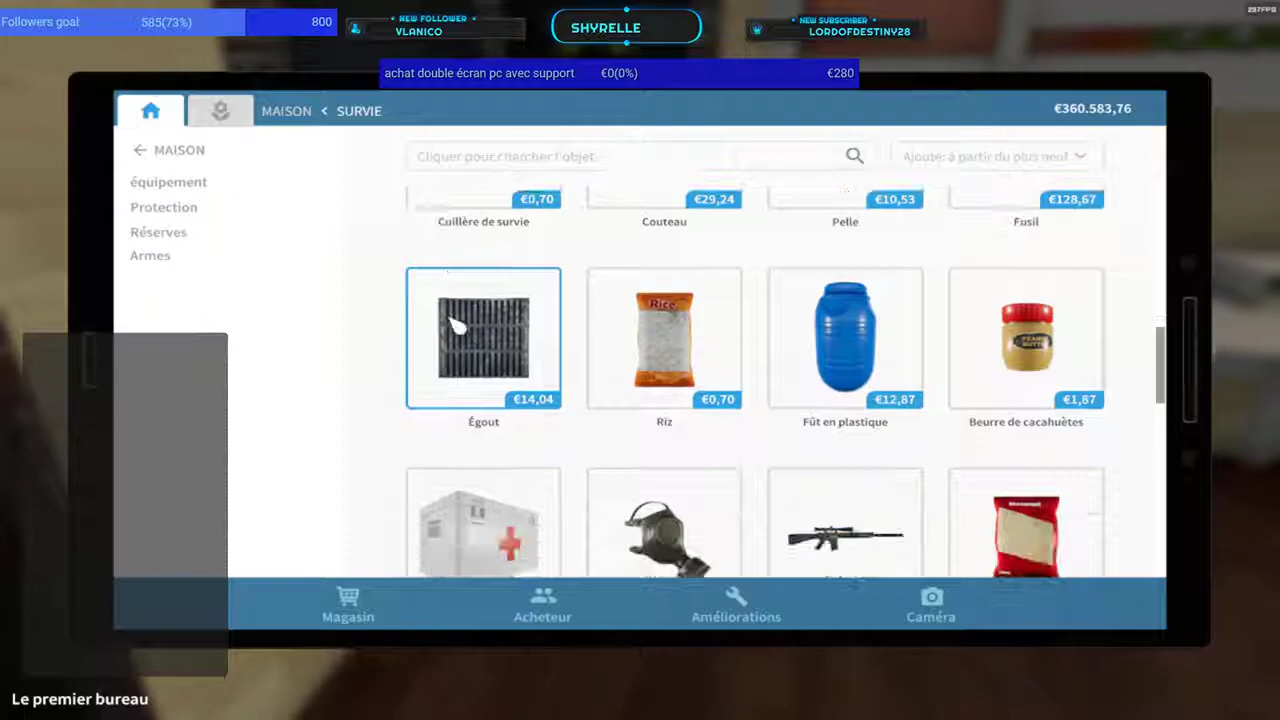 Followers goal: 585(73%) 800
NEW FOLLOWER
VLANICO
SHYRELLE
NEW SUBSCRIBER
LORDOFDESTINY28
237FPS
achat double écran pc avec support €0(0%) €280
MAISON < SURVIE
€360.583,76
MAISON
équipement
Protection
Réserves
Armes
Cliquer pour chercher l'objet
Ajouté: à partir du plus neuf
€0,70 €29,24 €10,53 €128,67
Cuillère de survie Couteau Pelle Fusil
Rice
PEANUT
€14,04 €0,70 €12,87 €1,87
Égout Riz Fût en plastique Beurre de cacahuètes
Magasin Acheteur Améliorations Caméra
Le premier bureau